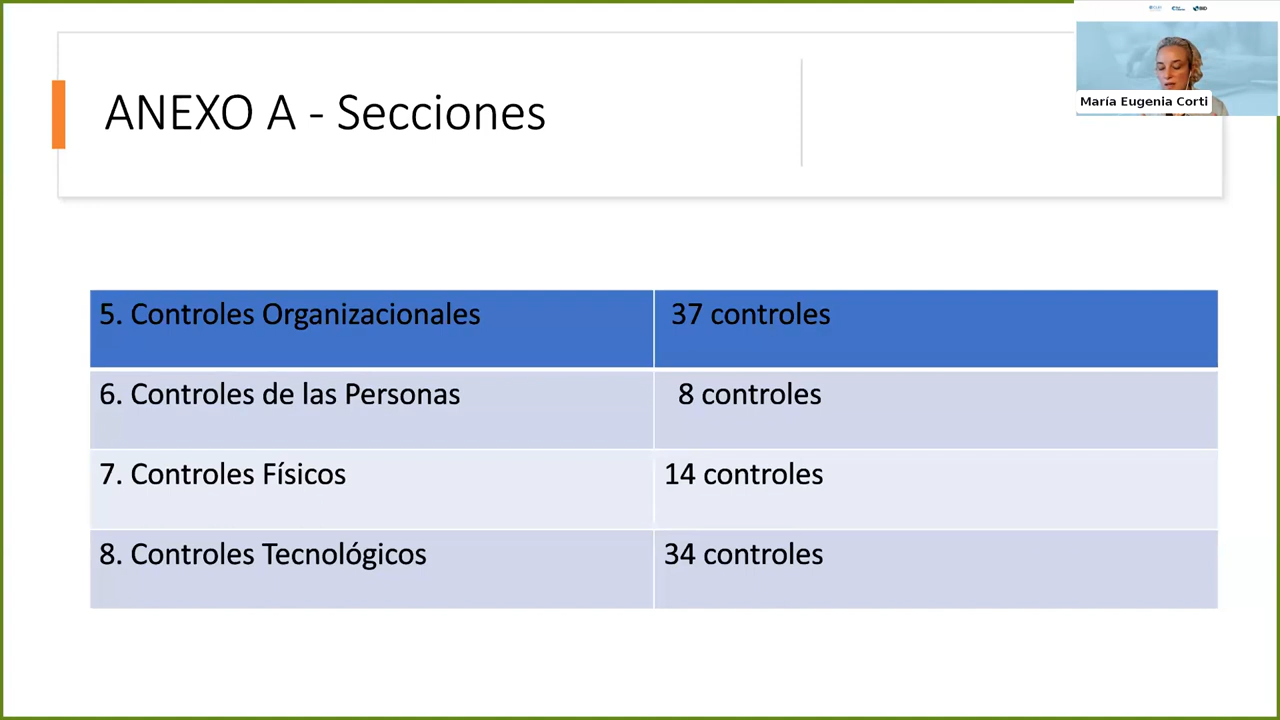 María Eugenia Corti
ANEXO A - Secciones
5. Controles Organizacionales 37 controles
6. Controles de las Personas 8 controles
7. Controles Físicos 14 controles
8. Controles Tecnológicos 34 controles